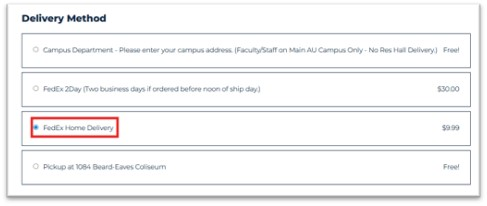 Delivery Method
Campus Department - Please enter your campus address. (Faculty/Staff on Main AU Campus Only - No Res Hall Delivery.) Free!
FedEx 2Day (Two business days if ordered before noon of ship day.) $30.00
FedEx Home Delivery $9.99
Pickup at 1084 Beard-Eaves Coliseum Free!